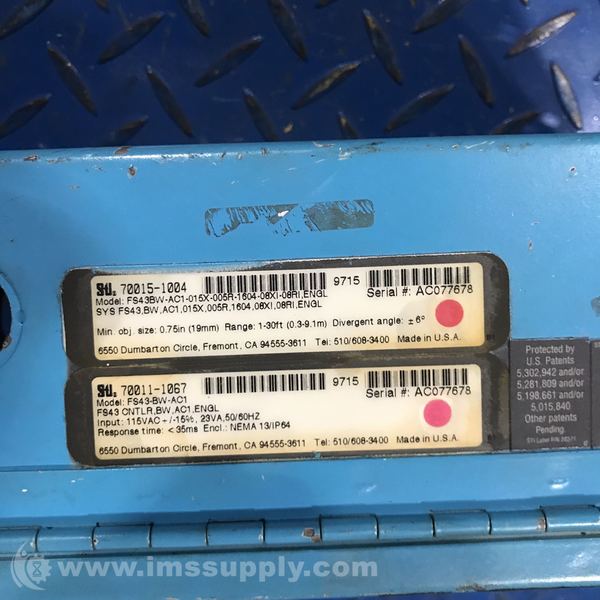 STI® 70015-1004 9715 Serial #: AC077678
Model: FS43BW-AC1-015X-005R-1604-08XI-08RI,ENGL
SYS FS43,BW,AC1,015X,005R,1604,08XI,08RI,ENGL
Min. obj. size: 0.75in (19mm) Range: 1-30ft (0.3-9.1m) Divergent angle: ±6°
6550 Dumbarton Circle, Fremont, CA 94555-3611 Tel: 510/608-3400 Made in U.S.A.
STI® 70011-1067 9715 Serial #: AC077678
Model: FS43-BW-AC1
FS43 CNTLR,BW,AC1,ENGL
Input: 115VAC +/-15%, 23VA,50/60HZ
Response time: <35ms Encl.: NEMA 13/IP64
6550 Dumbarton Circle, Fremont, CA 94555-3611 Tel: 510/608-3400 Made in U.S.A.
Protected by
U.S. Patents
5,302,942 and/or
5,281,809 and/or
5,198,661 and/or
5,015,840
Other Patents
Pending.
© IMS
www.imssupply.com